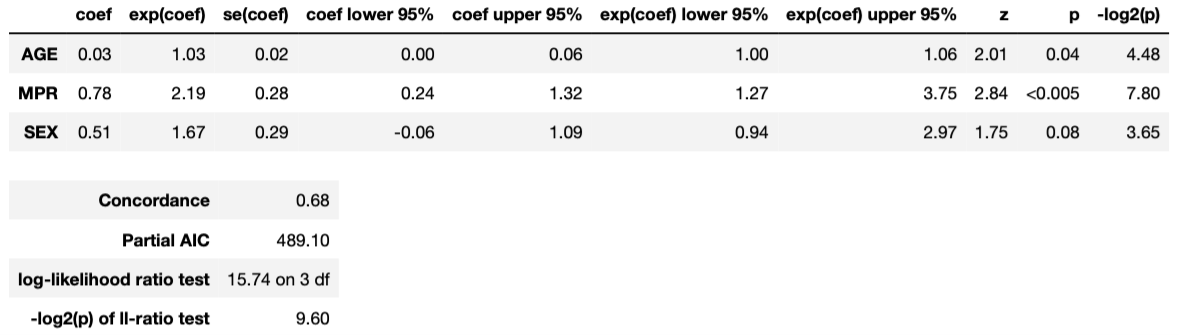 coef exp(coef) se(coef) coef lower 95% coef upper 95% exp(coef) lower 95% exp(coef) upper 95% z p -log2(p)
AGE 0.03 1.03 0.02 0.00 0.06 1.00 1.06 2.01 0.04 4.48
MPR 0.78 2.19 0.28 0.24 1.32 1.27 3.75 2.84 <0.005 7.80
SEX 0.51 1.67 0.29 -0.06 1.09 0.94 2.97 1.75 0.08 3.65
Concordance 0.68
Partial AIC 489.10
log-likelihood ratio test 15.74 on 3 df
-log2(p) of ll-ratio test 9.60